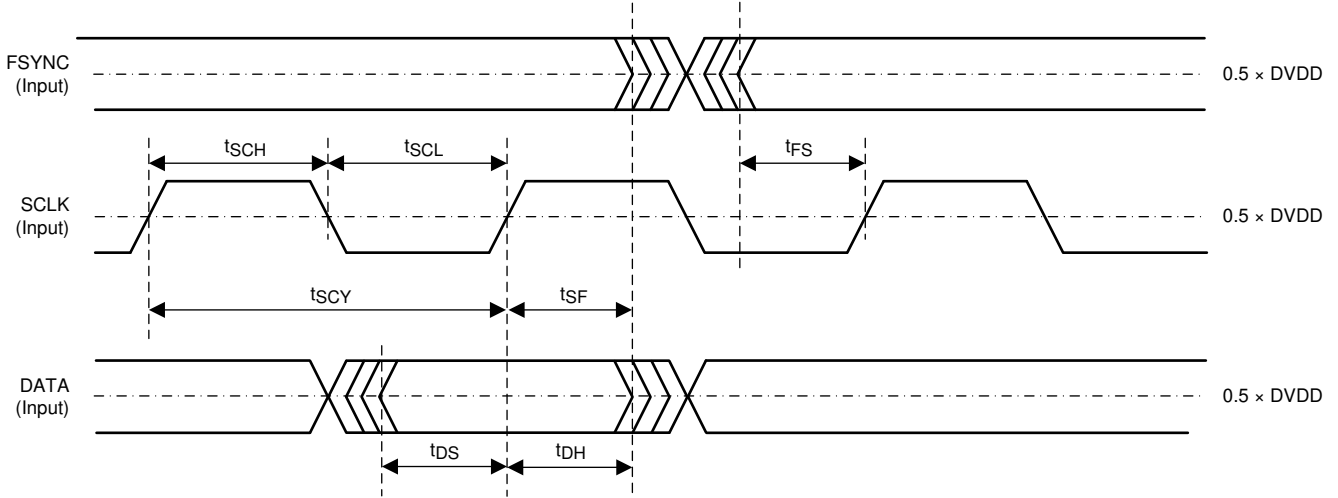 FSYNC
(Input)
0.5 × DVDD
tSCH
tSCL
tFS
SCLK
(Input)
0.5 × DVDD
tSCY
tSF
DATA
(Input)
0.5 × DVDD
tDS
tDH